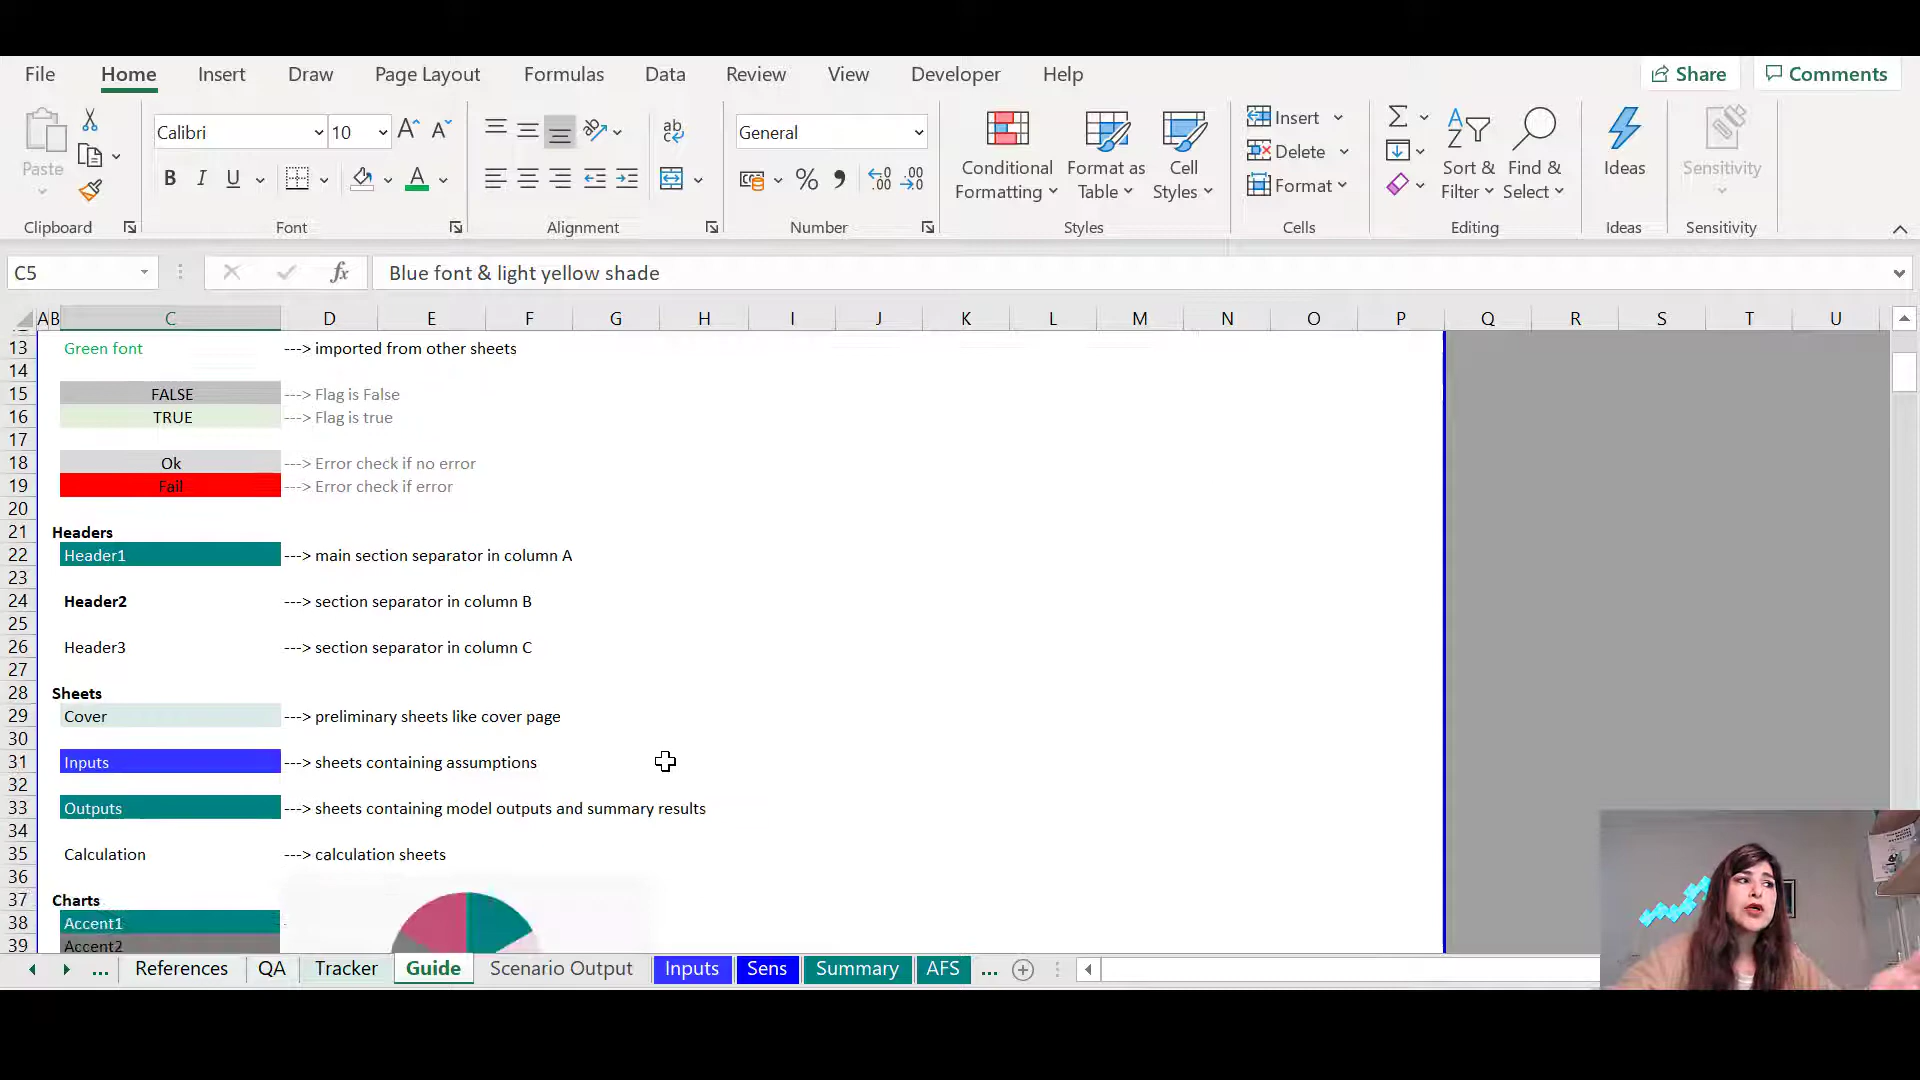 File Home Insert Draw Page Layout Formulas Data Review View Developer Help Share Comments
Calibri 10 General
Paste B I U A % Conditional Formatting Format as Table Cell Styles Insert Delete Format Sort & Filter Find & Select Ideas Sensitivity
Clipboard Font Alignment Number Styles Cells Editing Ideas Sensitivity
C5 fx Blue font & light yellow shade
A B C D E F G H I J K L M N O P Q R S T U
13 Green font ---> imported from other sheets
14
15 FALSE ---> Flag is False
16 TRUE ---> Flag is true
17
18 Ok ---> Error check if no error
19 Fail ---> Error check if error
20
21 Headers
22 Header1 ---> main section separator in column A
23
24 Header2 ---> section separator in column B
25
26 Header3 ---> section separator in column C
27
28 Sheets
29 Cover ---> preliminary sheets like cover page
30
31 Inputs ---> sheets containing assumptions
32
33 Outputs ---> sheets containing model outputs and summary results
34
35 Calculation ---> calculation sheets
36
37 Charts
38 Accent1
39 Accent2
... References QA Tracker Guide Scenario Output Inputs Sens Summary AFS ...